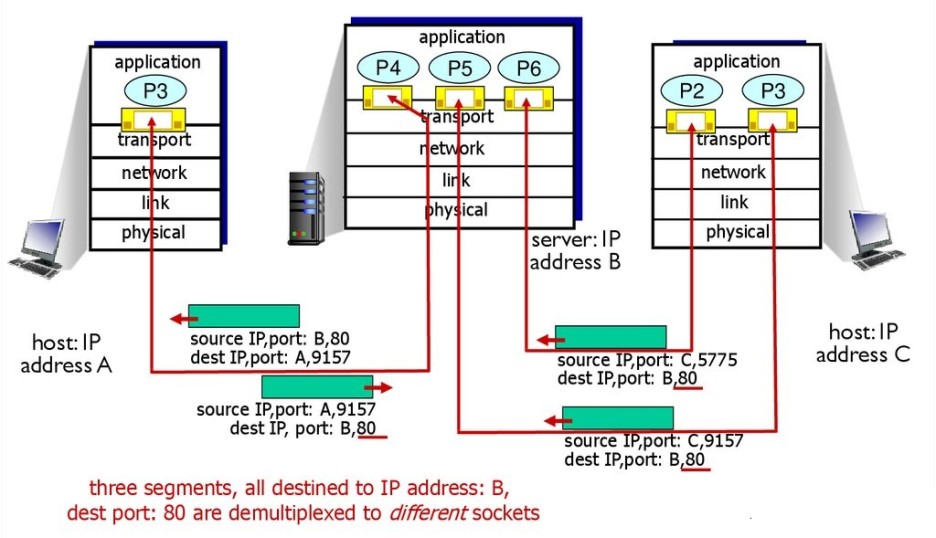 application
P3
transport
network
link
physical
host: IP
address A
application
P4 P5 P6
transport
network
link
physical
server: IP
address B
application
P2 P3
transport
network
link
physical
host: IP
address C
source IP,port: B,80
dest IP,port: A,9157
source IP,port: A,9157
dest IP, port: B,80
source IP,port: C,5775
dest IP,port: B,80
source IP,port: C,9157
dest IP,port: B,80
three segments, all destined to IP address: B,
dest port: 80 are demultiplexed to different sockets